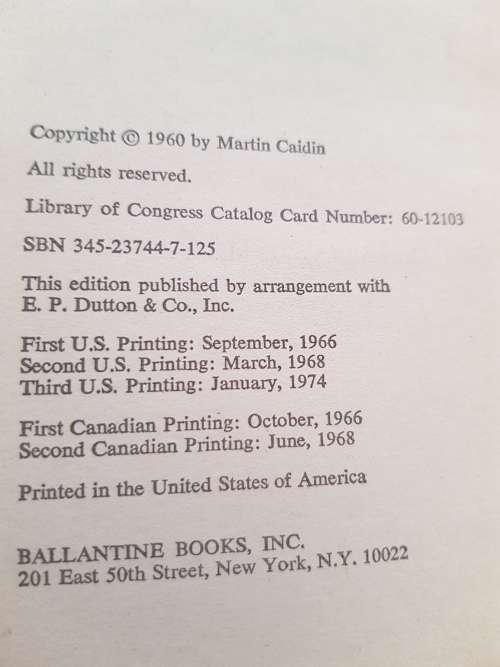 Copyright © 1960 by Martin Caidin
All rights reserved.
Library of Congress Catalog Card Number: 60-12103
SBN 345-23744-7-125
This edition published by arrangement with
E. P. Dutton & Co., Inc.
First U.S. Printing: September, 1966
Second U.S. Printing: March, 1968
Third U.S. Printing: January, 1974
First Canadian Printing: October, 1966
Second Canadian Printing: June, 1968
Printed in the United States of America
BALLANTINE BOOKS, INC.
201 East 50th Street, New York, N.Y. 10022